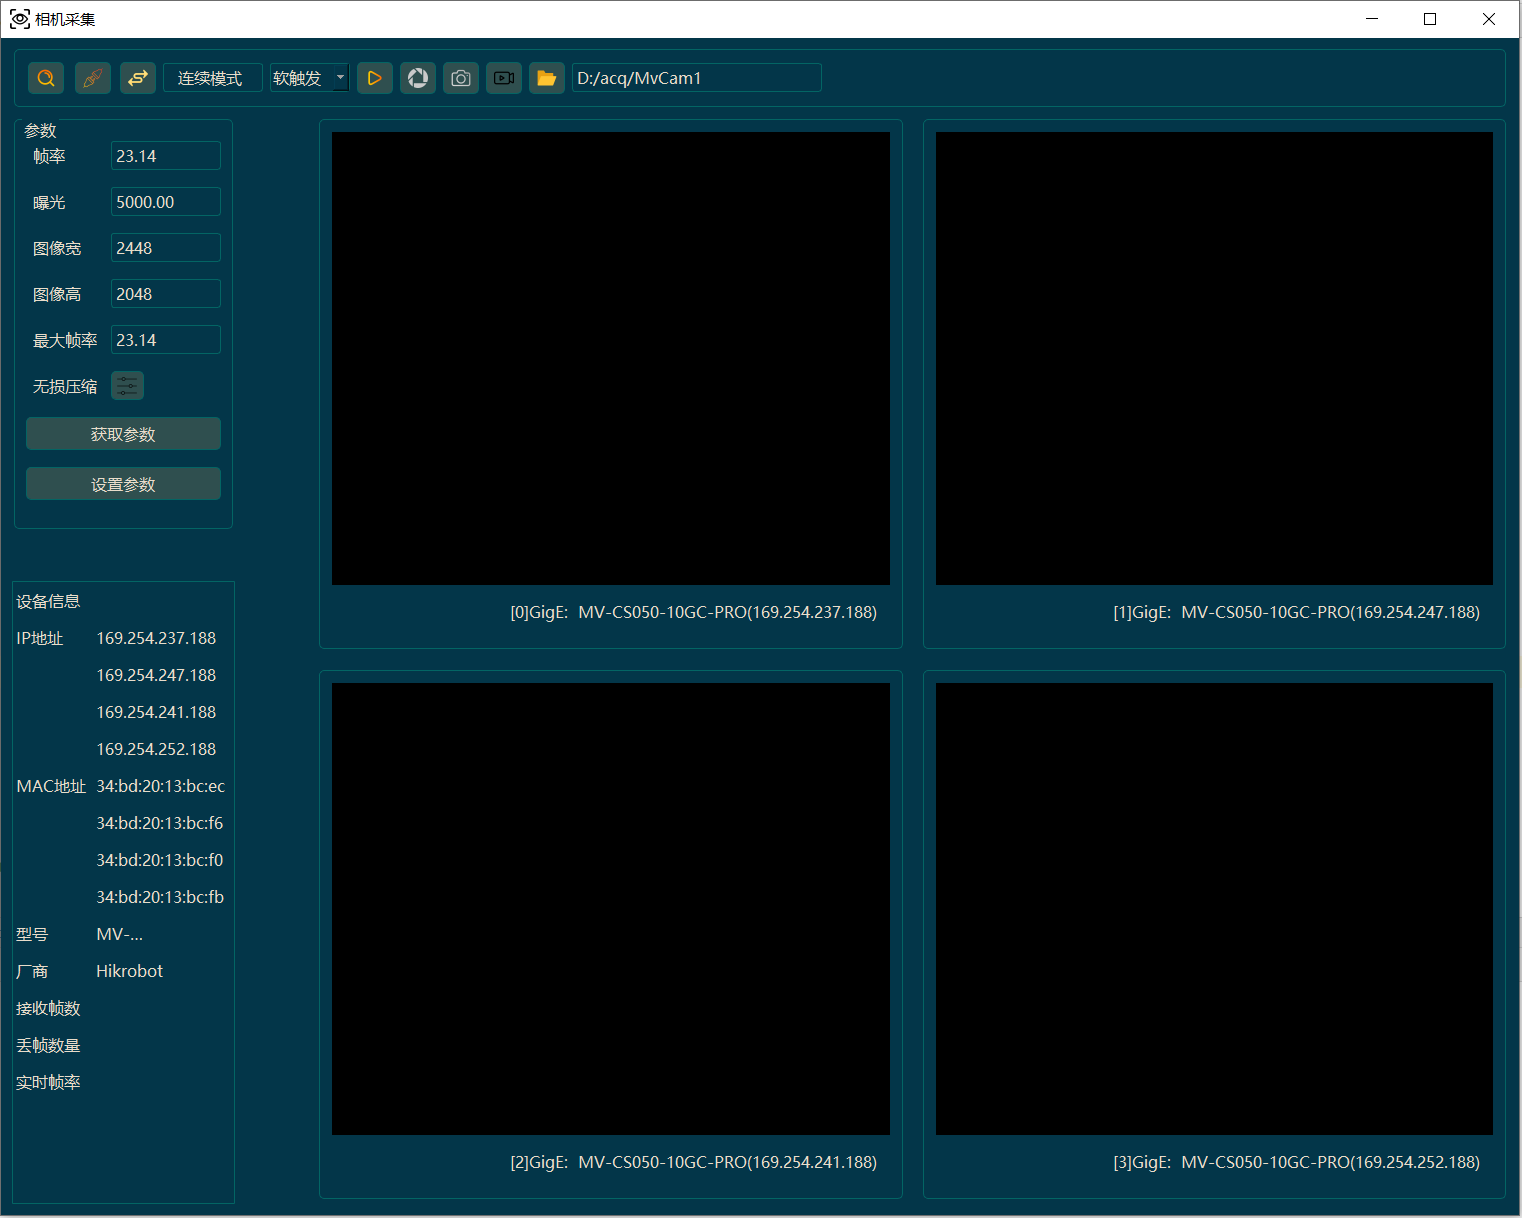 相机采集
连续模式 软触发 D:/acq/MvCam1
参数
帧率 23.14
曝光 5000.00
图像宽 2448
图像高 2048
最大帧率 23.14
无损压缩
获取参数
设置参数
[0]GigE: MV-CS050-10GC-PRO(169.254.237.188)
[1]GigE: MV-CS050-10GC-PRO(169.254.247.188)
设备信息
IP地址 169.254.237.188
169.254.247.188
169.254.241.188
169.254.252.188
MAC地址 34:bd:20:13:bc:ec
34:bd:20:13:bc:f6
34:bd:20:13:bc:f0
34:bd:20:13:bc:fb
型号 MV-...
厂商 Hikrobot
接收帧数
丢帧数量
实时帧率
[2]GigE: MV-CS050-10GC-PRO(169.254.241.188)
[3]GigE: MV-CS050-10GC-PRO(169.254.252.188)